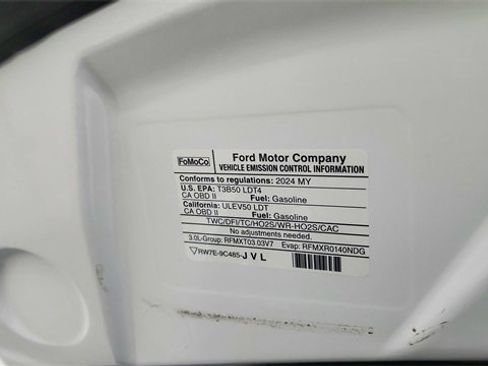 FoMoCo
Ford Motor Company
VEHICLE EMISSION CONTROL INFORMATION
Conforms to regulations: 2024 MY
U.S. EPA: T3B50 LDT4
CA OBD II Fuel: Gasoline
California: ULEV50 LDT
CA OBD II Fuel: Gasoline
TWC/DFI/TC/HO2S/WR-HO2S/CAC
No adjustments needed.
3.0L-Group: RFMXT03.03V7 Evap: RFMXR0140NDG
RW7E-9C485-JVL